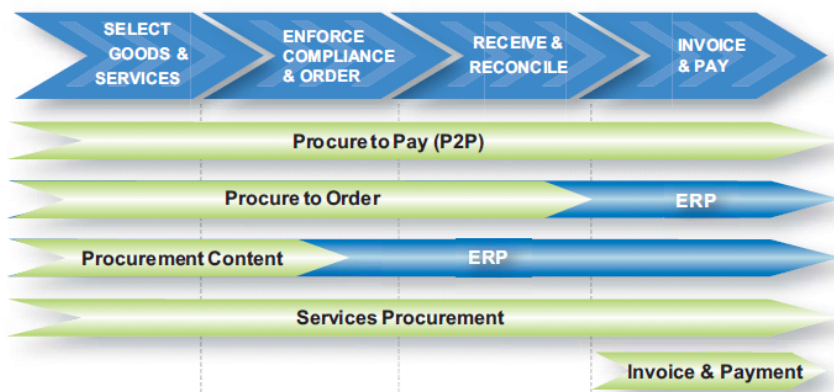 SELECT
GOODS &
SERVICES
ENFORCE
COMPLIANCE
& ORDER
RECEIVE &
RECONCILE
INVOICE
& PAY
Procure to Pay (P2P)
Procure to Order
ERP
Procurement Content
ERP
Services Procurement
Invoice & Payment